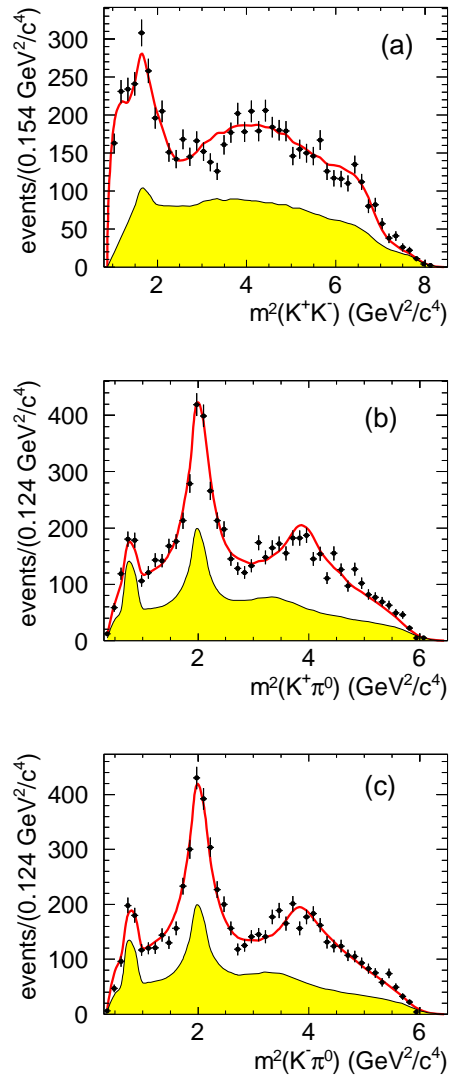 (a)
events/(0.154 GeV²/c⁴)
300
250
200
150
100
50
0
2 4 6 8
m²(K⁺K⁻) (GeV²/c⁴)
(b)
events/(0.124 GeV²/c⁴)
400
300
200
100
0
2 4 6
m²(K⁺π⁰) (GeV²/c⁴)
(c)
events/(0.124 GeV²/c⁴)
400
300
200
100
0
2 4 6
m²(K⁻π⁰) (GeV²/c⁴)